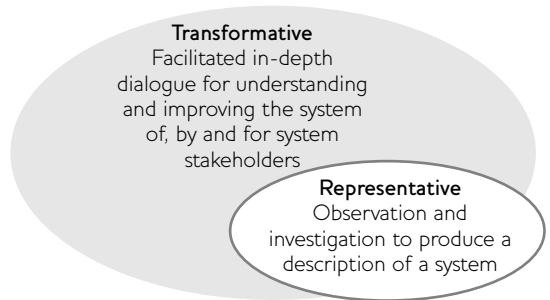 Transformative
Facilitated in-depth
dialogue for understanding
and improving the system
of, by and for system
stakeholders
Representative
Observation and
investigation to produce a
description of a system